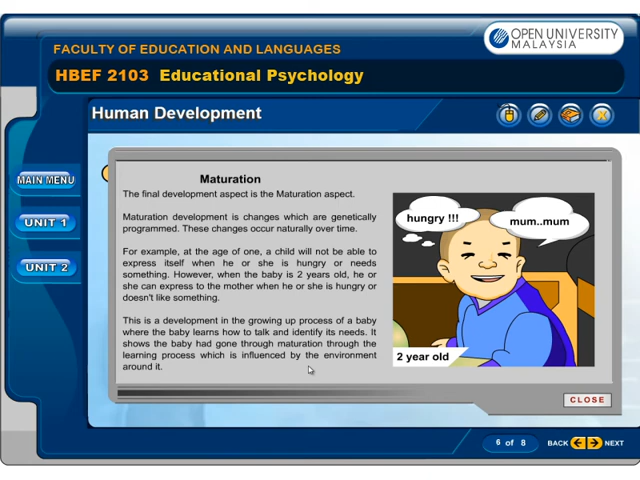 OPEN UNIVERSITY
MALAYSIA
FACULTY OF EDUCATION AND LANGUAGES
HBEF 2103 Educational Psychology
Human Development
MAIN MENU
UNIT 1
UNIT 2
Maturation
The final development aspect is the Maturation aspect.
Maturation development is changes which are genetically
programmed. These changes occur naturally over time.
For example, at the age of one, a child will not be able to
express itself when he or she is hungry or needs
something. However, when the baby is 2 years old, he or
she can express to the mother when he or she is hungry or
doesn't like something.
This is a development in the growing up process of a baby
where the baby learns how to talk and identify its needs. It
shows the baby had gone through maturation through the
learning process which is influenced by the environment
around it.
hungry !!!
mum..mum
2 year old
CLOSE
6 of 8
BACK
NEXT